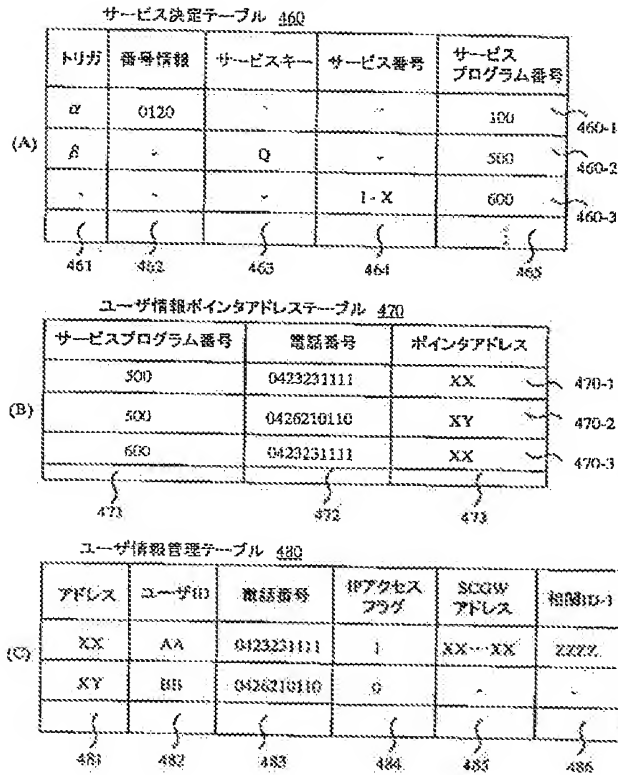 サービス決定テーブル 460
トリガ 番号情報 サービスキー サービス番号 サービスプログラム番号
α 0120 - - 100 460-1
(A)
β - Q - 500 460-2
- - - 1-X 600 460-3
461 462 463 464 465
ユーザ情報ポインタアドレステーブル 470
サービスプログラム番号 電話番号 ポインタアドレス
500 0423231111 XX 470-1
(B)
500 0426210110 XY 470-2
600 0423231111 XX 470-3
471 472 473
ユーザ情報管理テーブル 480
アドレス ユーザID 電話番号 IPアクセスフラグ SCGWアドレス 相関ID-1
(C)
XX AA 0423231111 1 XX…XX ZZZZ
XY BB 0426210110 0 - -
481 482 483 484 485 486